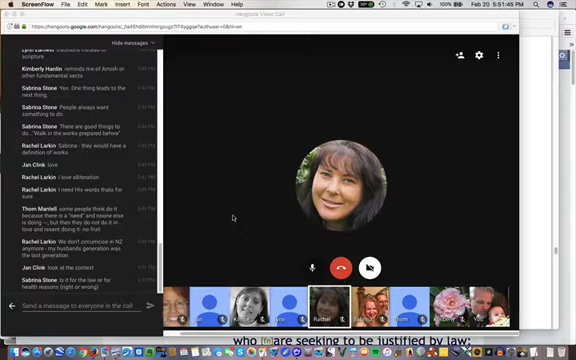 ScreenFlow File Edit Mark Insert Font Actions Arrange View Window Help
Feb 20 5:51:45 PM
Hangouts Video Call
Hide messages
scripture
Kimberly Hardin reminds me of Amish or
other fundamental sects
Sabrina Stone Yes. One thing leads to the
next thing.
Sabrina Stone People always want
something to do.
Sabrina Stone There are good things to
do..."Walk in the works prepared before"
Rachel Larkin Sabrina - they would have a
definition of works.
Jan Clink love
Rachel Larkin I love alliteration
Rachel Larkin I need His words thals for
sure
Thom Mantell some people think do it
because there is a "need" and noone else
is doing ---, but then they do not do it in
love and resent doing it- no fruit
Rachel Larkin We don't circumcise in NZ
anymore - my husbands generation was
the last generation
Jan Clink look at the context
Sabrina Stone Is it for the law or for
health reasons (right or wrong)
Send a message to everyone in the call
Rachel
You
who are seeking to be justified by law;